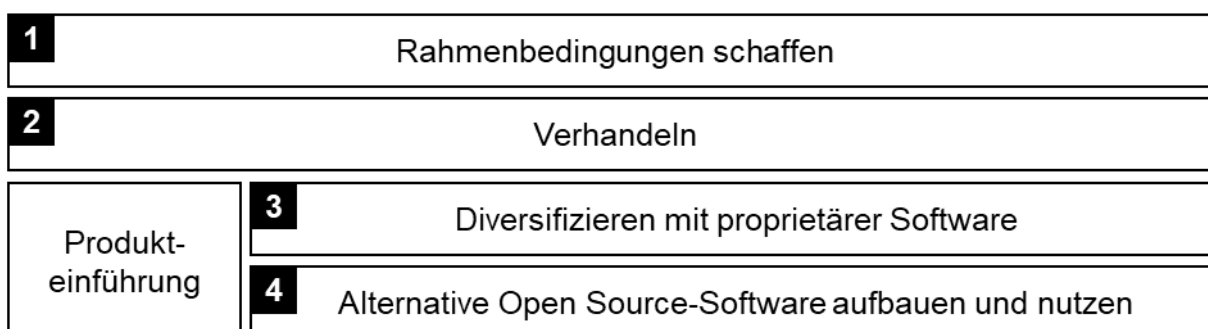 1
Rahmenbedingungen schaffen
2
Verhandeln
Produkt-
einführung
3
Diversifizieren mit proprietärer Software
4
Alternative Open Source-Software aufbauen und nutzen